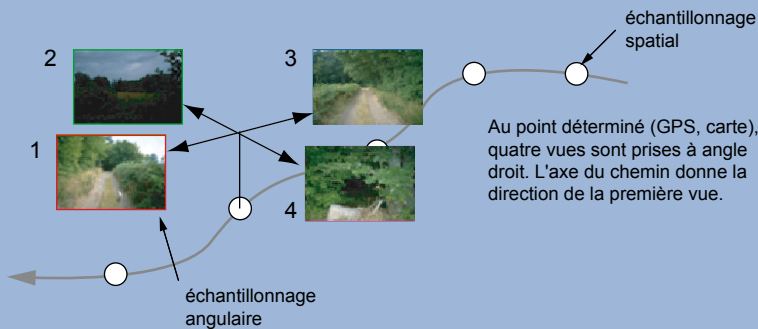 échantillonnage
spatial
2
3
1
4
Au point déterminé (GPS, carte),
quatre vues sont prises à angle
droit. L'axe du chemin donne la
direction de la première vue.
échantillonnage
angulaire